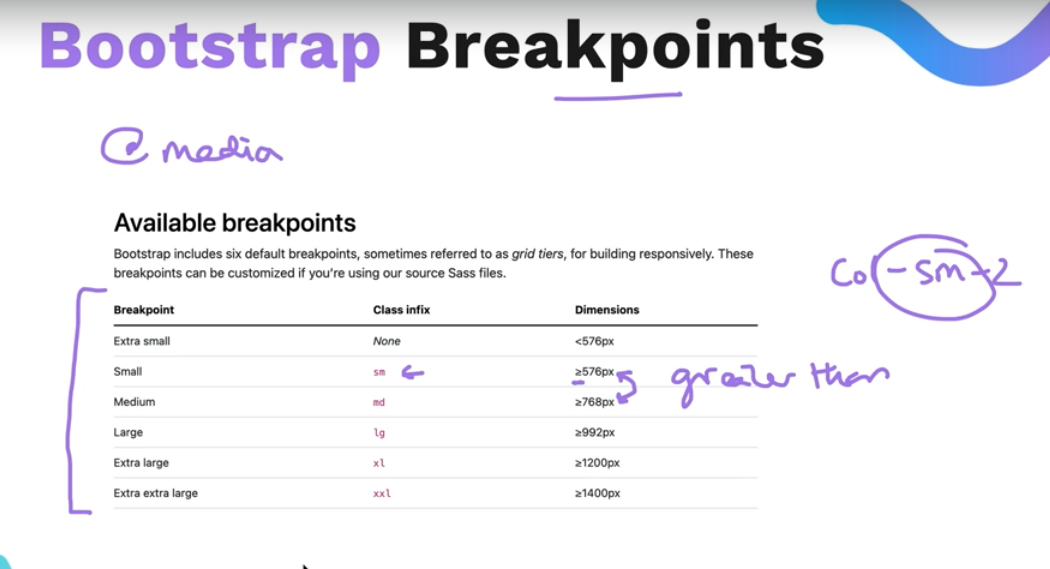 Bootstrap Breakpoints
@media
Available breakpoints
Bootstrap includes six default breakpoints, sometimes referred to as grid tiers, for building responsively. These
breakpoints can be customized if you're using our source Sass files.
col-sm-2
Breakpoint Class infix Dimensions
Extra small None <576px
Small sm ≥576px
greater than
Medium md ≥768px
Large lg ≥992px
Extra large xl ≥1200px
Extra extra large xxl ≥1400px